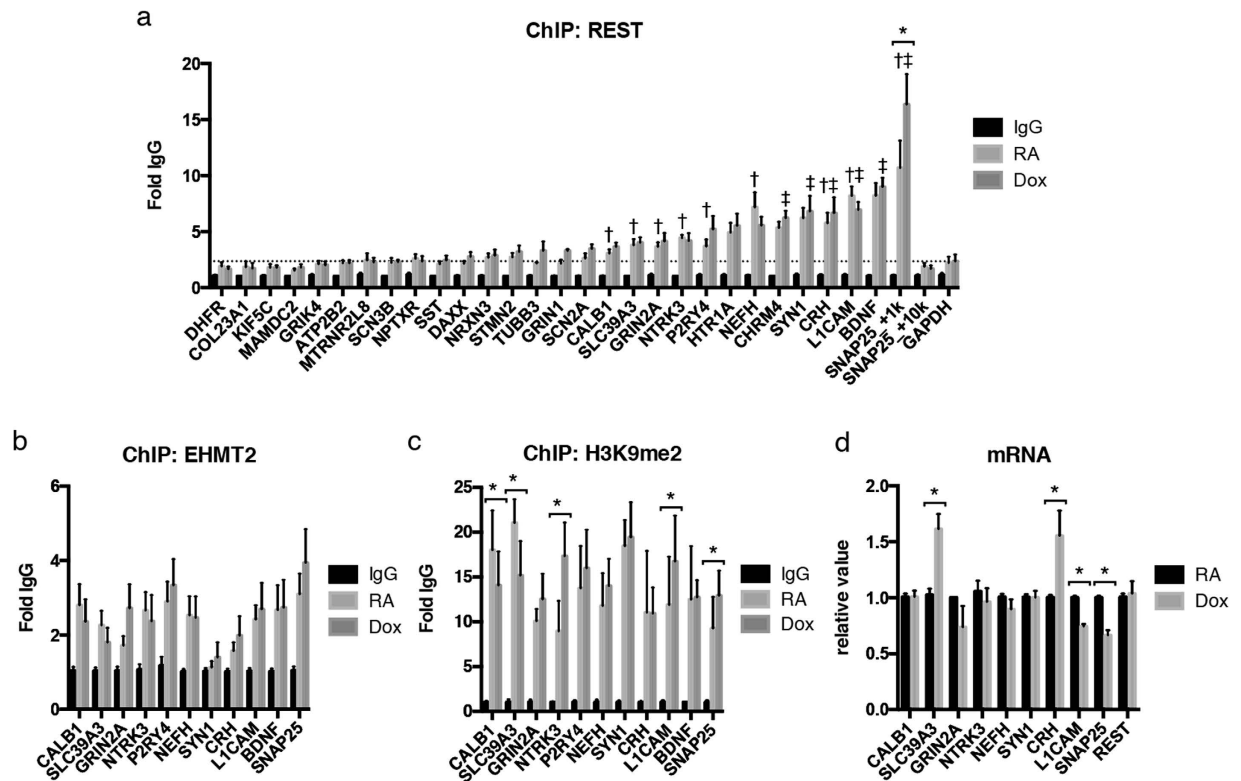 a
ChIP: REST
*
†‡
†
†
†
†
†
†
‡
‡
†‡
†‡
‡
Fold IgG
20
15
10
5
0
IgG
RA
Dox
DHFR
COL23A1
KIF5C
MAMDC2
GRIK4
ATP2B2
MTRNR2L8
SCN3B
NPTXR
SST
DAXX
NRXN3
STMN2
TUBB3
GRIN1
SCN2A
CALB1
SLC39A3
GRIN2A
NTRK3
P2RY4
HTR1A
NEFH
CHRM4
SYN1
CRH
L1CAM
BDNF
SNAP25_+1k
SNAP25_+10k
GAPDH
b
ChIP: EHMT2
Fold IgG
6
4
2
0
IgG
RA
Dox
CALB1
SLC39A3
GRIN2A
NTRK3
P2RY4
NEFH
SYN1
CRH
L1CAM
BDNF
SNAP25
c
ChIP: H3K9me2
Fold IgG
25
20
15
10
5
0
* * * * *
IgG
RA
Dox
CALB1
SLC39A3
GRIN2A
NTRK3
P2RY4
NEFH
SYN1
CRH
L1CAM
BDNF
SNAP25
d
mRNA
relative value
2.0
1.5
1.0
0.5
0.0
* * * *
RA
Dox
CALB1
SLC39A3
GRIN2A
NTRK3
NEFH
SYN1
CRH
L1CAM
SNAP25
REST